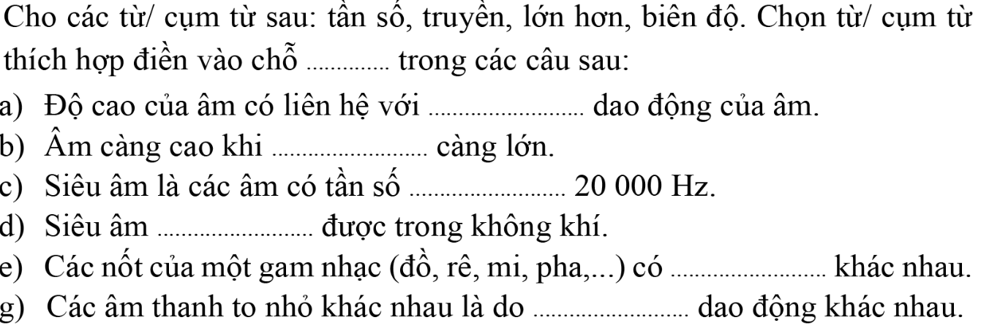 Cho các từ/ cụm từ sau: tần số, truyền, lớn hơn, biên độ. Chọn từ/ cụm từ
thích hợp điền vào chỗ .............. trong các câu sau:
a) Độ cao của âm có liên hệ với .......................... dao động của âm.
b) Âm càng cao khi .......................... càng lớn.
c) Siêu âm là các âm có tần số .......................... 20 000 Hz.
d) Siêu âm .......................... được trong không khí.
e) Các nốt của một gam nhạc (đồ, rê, mi, pha,...) có .......................... khác nhau.
g) Các âm thanh to nhỏ khác nhau là do .......................... dao động khác nhau.